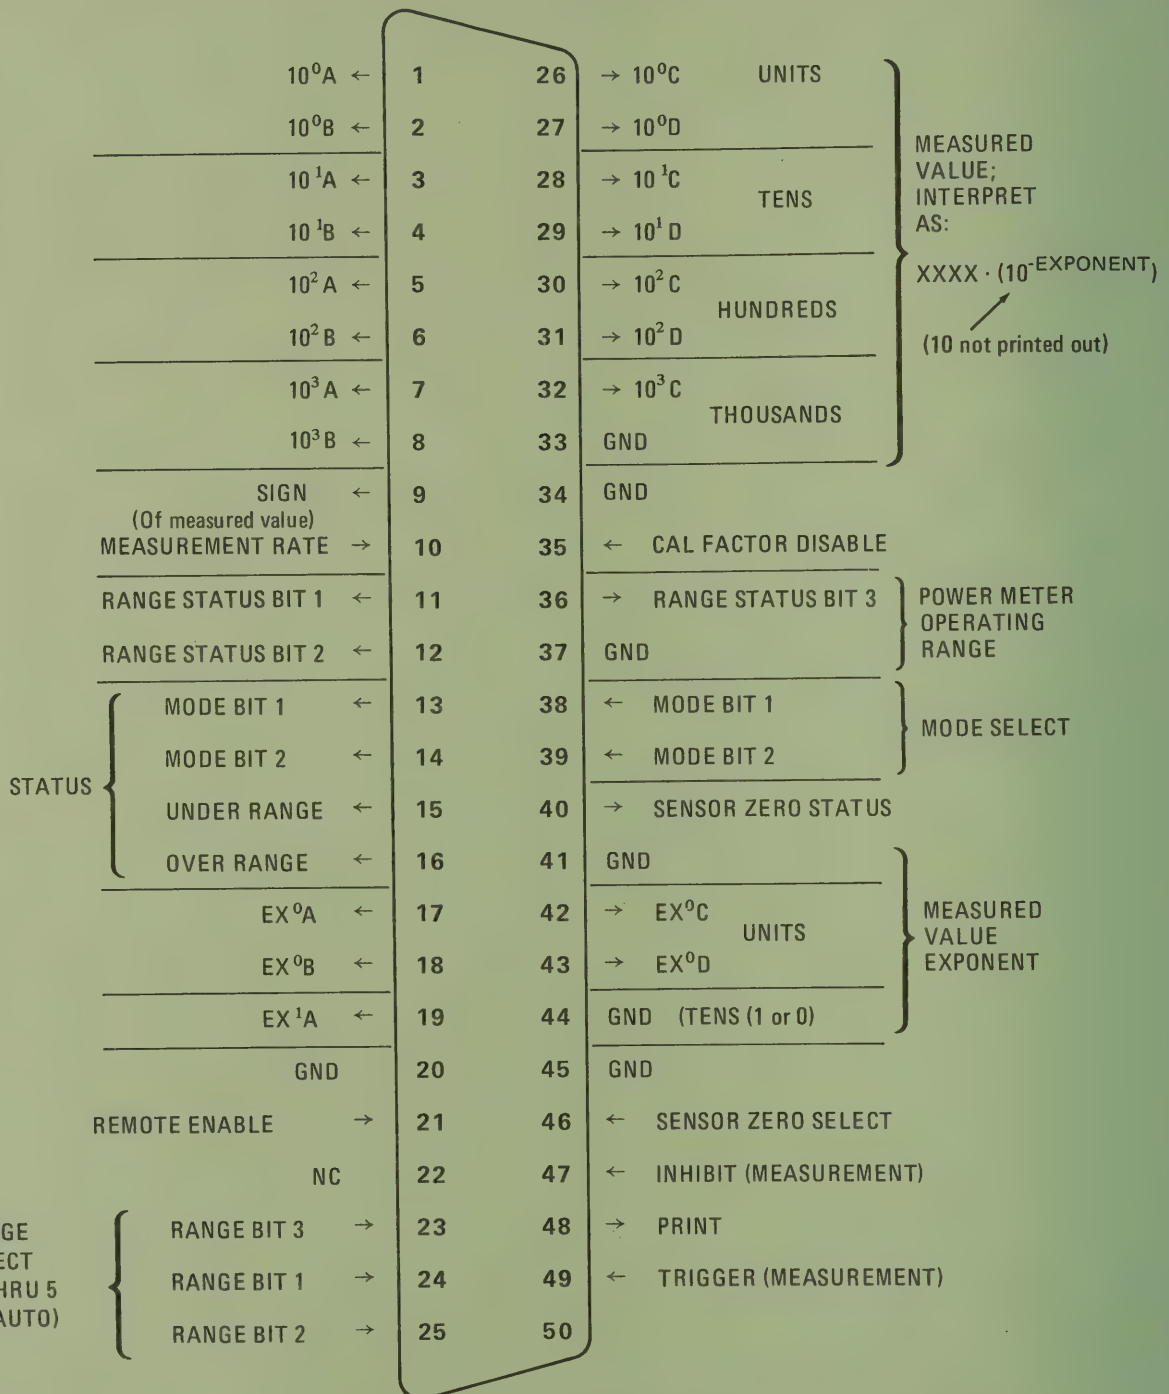 10⁰A ← 1 26 → 10⁰C UNITS
10⁰B ← 2 27 → 10⁰D
10¹A ← 3 28 → 10¹C
TENS
10¹B ← 4 29 → 10¹D
10²A ← 5 30 → 10²C
HUNDREDS
10²B ← 6 31 → 10²D
10³A ← 7 32 → 10³C
THOUSANDS
10³B ← 8 33 GND
MEASURED
VALUE;
INTERPRET
AS:
XXXX · (10⁻ᴱˣᴾᴼᴺᴱᴺᵀ)
(10 not printed out)
SIGN ← 9 34 GND
(Of measured value)
MEASUREMENT RATE → 10 35 ← CAL FACTOR DISABLE
RANGE STATUS BIT 1 ← 11 36 → RANGE STATUS BIT 3
RANGE STATUS BIT 2 ← 12 37 GND
POWER METER
OPERATING
RANGE
STATUS
MODE BIT 1 ← 13 38 ← MODE BIT 1
MODE BIT 2 ← 14 39 ← MODE BIT 2
MODE SELECT
UNDER RANGE ← 15 40 → SENSOR ZERO STATUS
OVER RANGE ← 16 41 GND
EX⁰A ← 17 42 → EX⁰C
UNITS
EX⁰B ← 18 43 → EX⁰D
EX¹A ← 19 44 GND (TENS (1 or 0)
MEASURED
VALUE
EXPONENT
GND 20 45 GND
REMOTE ENABLE → 21 46 ← SENSOR ZERO SELECT
NC 22 47 ← INHIBIT (MEASUREMENT)
RANGE BIT 3 → 23 48 → PRINT
RANGE BIT 1 → 24 49 ← TRIGGER (MEASUREMENT)
RANGE BIT 2 → 25 50
GE
ECT
HRU 5
AUTO)